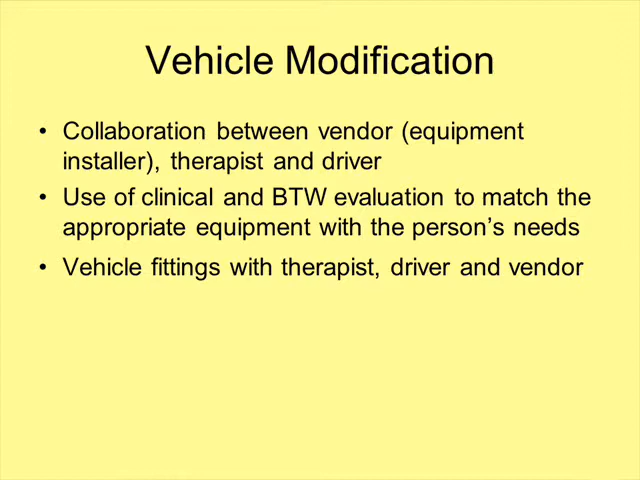 Vehicle Modification
• Collaboration between vendor (equipment
installer), therapist and driver
• Use of clinical and BTW evaluation to match the
appropriate equipment with the person’s needs
• Vehicle fittings with therapist, driver and vendor